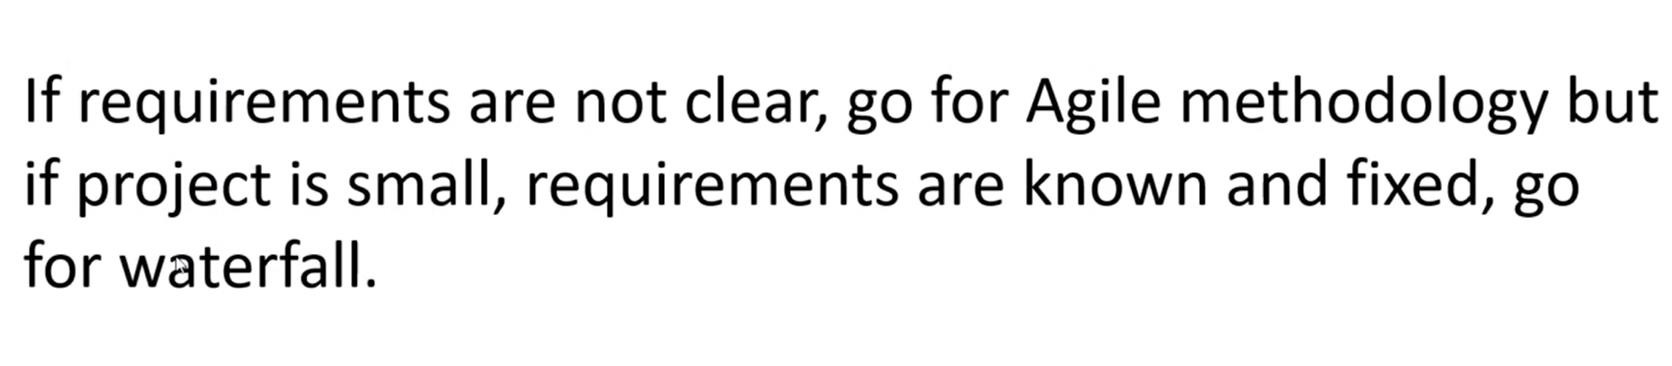 If requirements are not clear, go for Agile methodology but
if project is small, requirements are known and fixed, go
for waterfall.